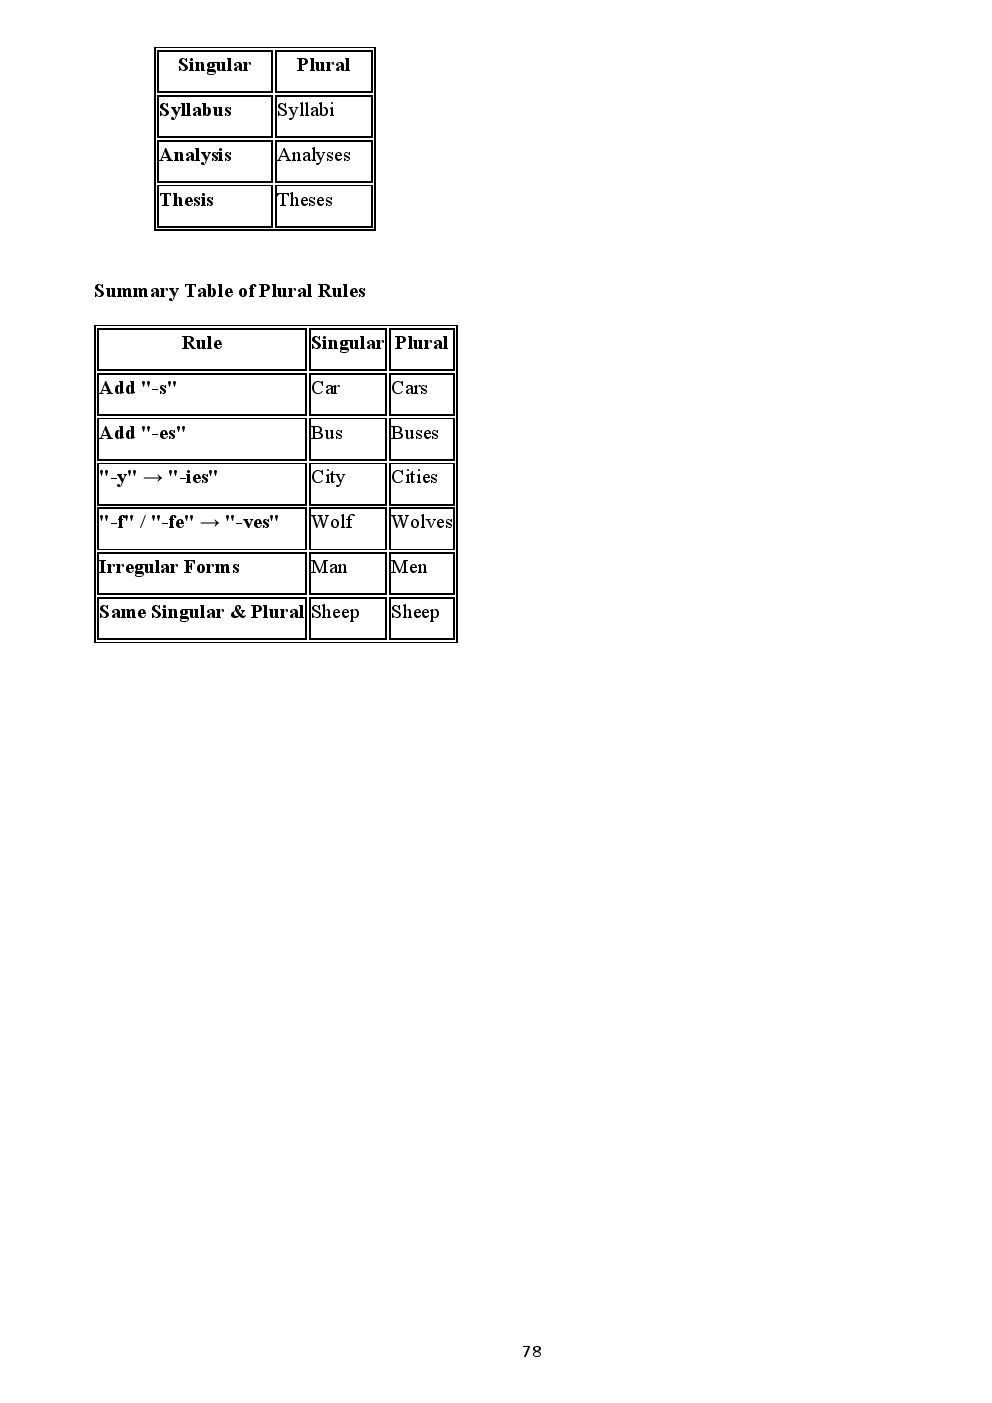 Singular Plural
Syllabus Syllabi
Analysis Analyses
Thesis Theses
Summary Table of Plural Rules
Rule Singular Plural
Add "-s" Car Cars
Add "-es" Bus Buses
"-y" → "-ies" City Cities
"-f" / "-fe" → "-ves" Wolf Wolves
Irregular Forms Man Men
Same Singular & Plural Sheep Sheep
78